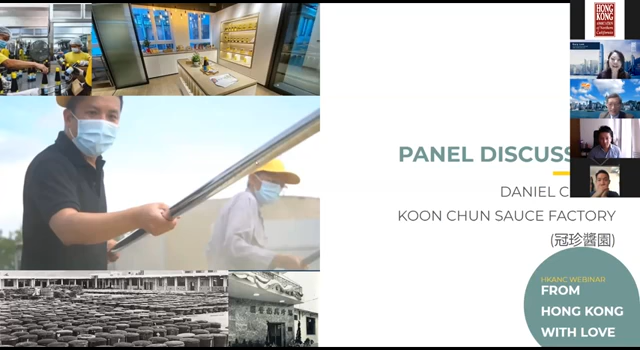 HONG
KONG
PANEL DISCUSS
DANIEL C
KOON CHUN SAUCE FACTORY
(冠珍醬園)
HKANC WEBINAR
FROM
HONG KONG
WITH LOVE